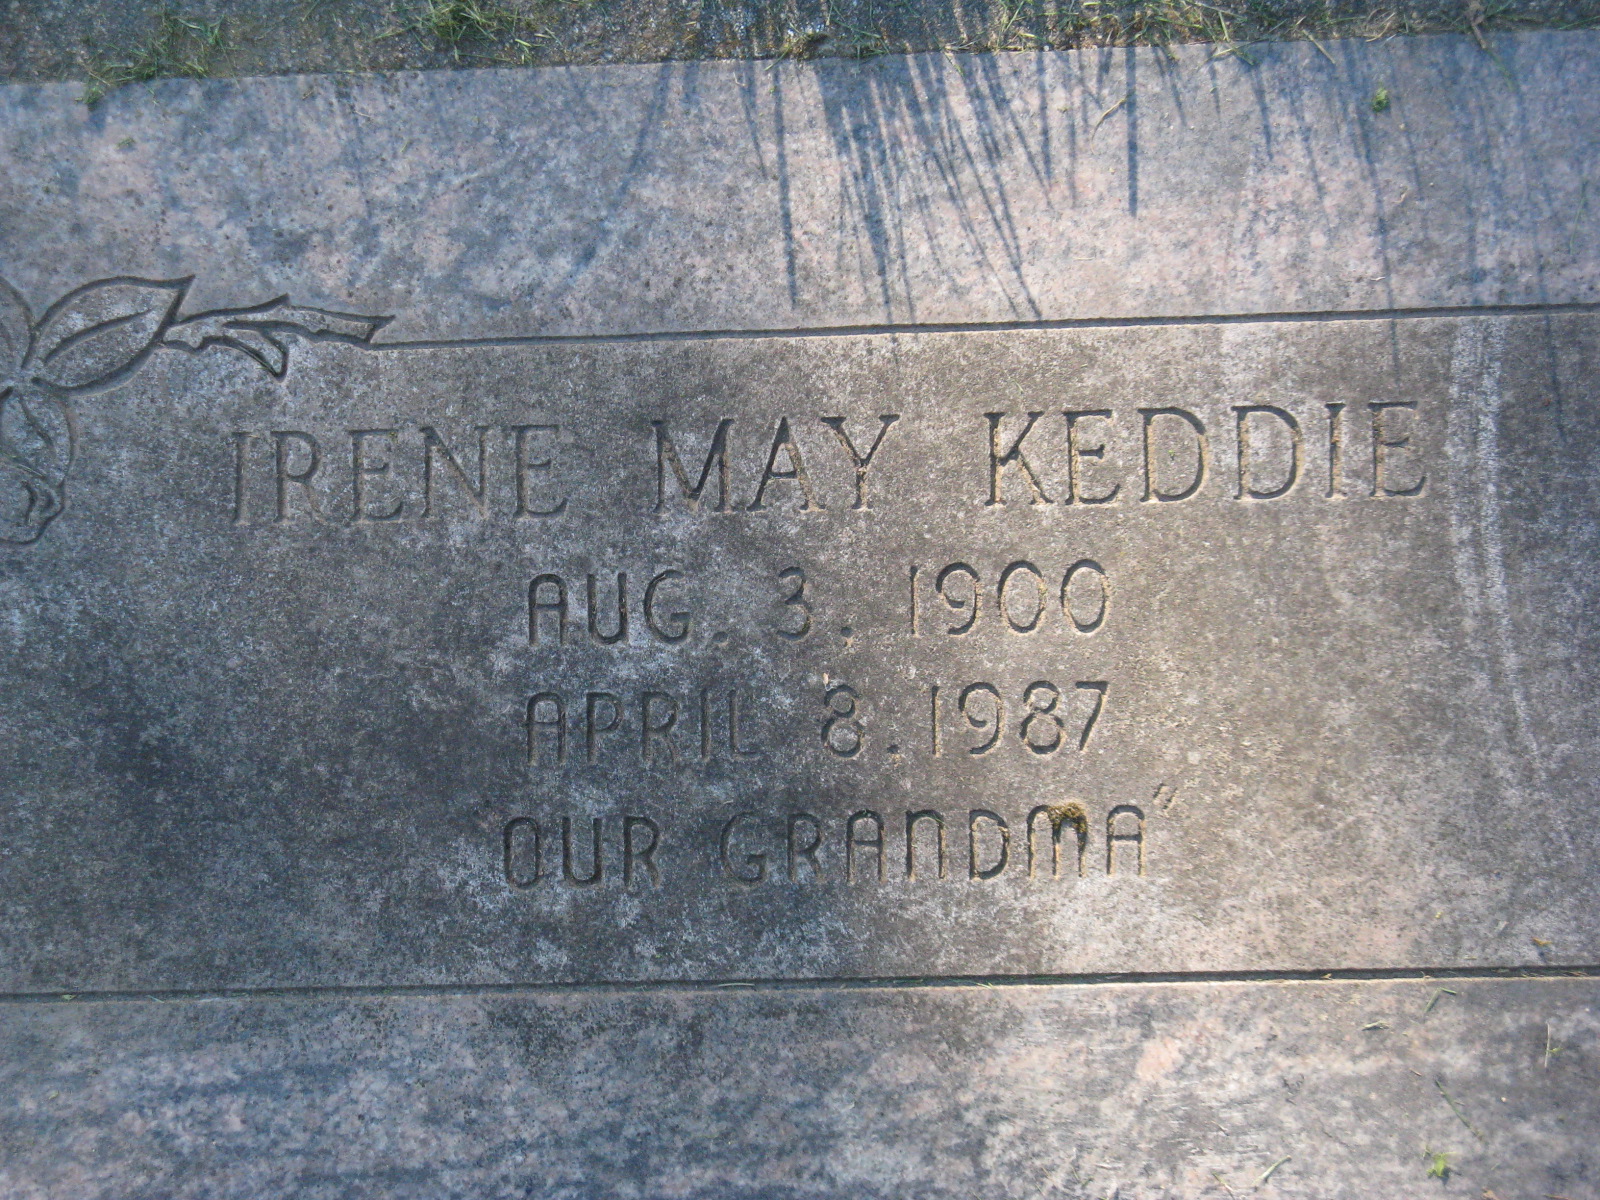 IRENE MAY KEDDIE
AUG. 3, 1900
APRIL 8, 1987
OUR GRANDMA"